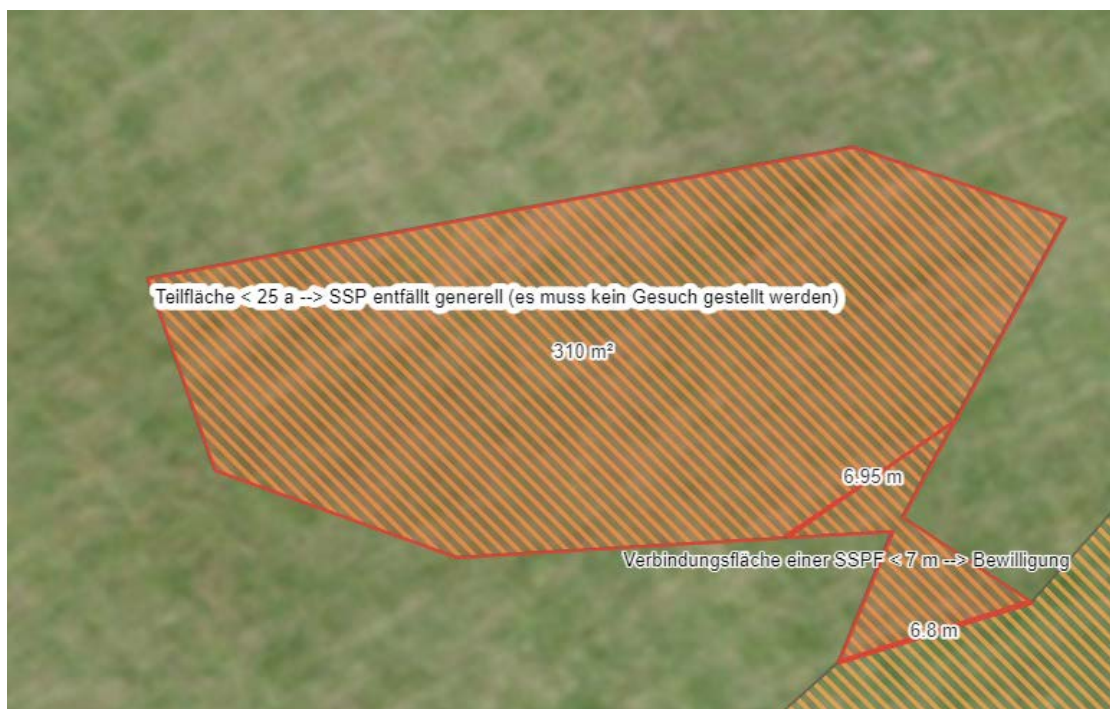 Teilfläche < 25 a --> SSP entfällt generell (es muss kein Gesuch gestellt werden)
310 m²
6.95 m
Verbindungsfläche einer SSPF < 7 m --> Bewilligung
6.8 m